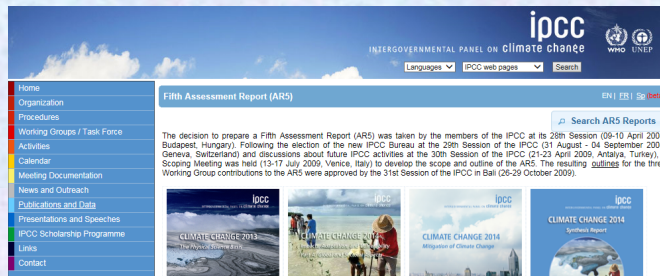 ipcc
INTERGOVERNMENTAL PANEL ON climate change
WMO UNEP
Languages IPCC web pages Search
Home
Organization
Procedures
Working Groups / Task Force
Activities
Calendar
Meeting Documentation
News and Outreach
Publications and Data
Presentations and Speeches
IPCC Scholarship Programme
Links
Contact
Fifth Assessment Report (AR5)
EN | FR | Sp (beta
Search AR5 Reports
The decision to prepare a Fifth Assessment Report (AR5) was taken by the members of the IPCC at its 28th Session (09-10 April 200
Budapest, Hungary). Following the election of the new IPCC Bureau at the 29th Session of the IPCC (31 August - 04 September 200
Geneva, Switzerland) and discussions about future IPCC activities at the 30th Session of the IPCC (21-23 April 2009, Antalya, Turkey),
Scoping Meeting was held (13-17 July 2009, Venice, Italy) to develop the scope and outline of the AR5. The resulting outlines for the thre
Working Group contributions to the AR5 were approved by the 31st Session of the IPCC in Bali (26-29 October 2009).
ipcc
CLIMATE CHANGE 2013
The Physical Science Basis
ipcc
CLIMATE CHANGE 2014
ipcc
CLIMATE CHANGE 2014
Mitigation of Climate Change
ipcc
CLIMATE CHANGE 2014
Synthesis Report